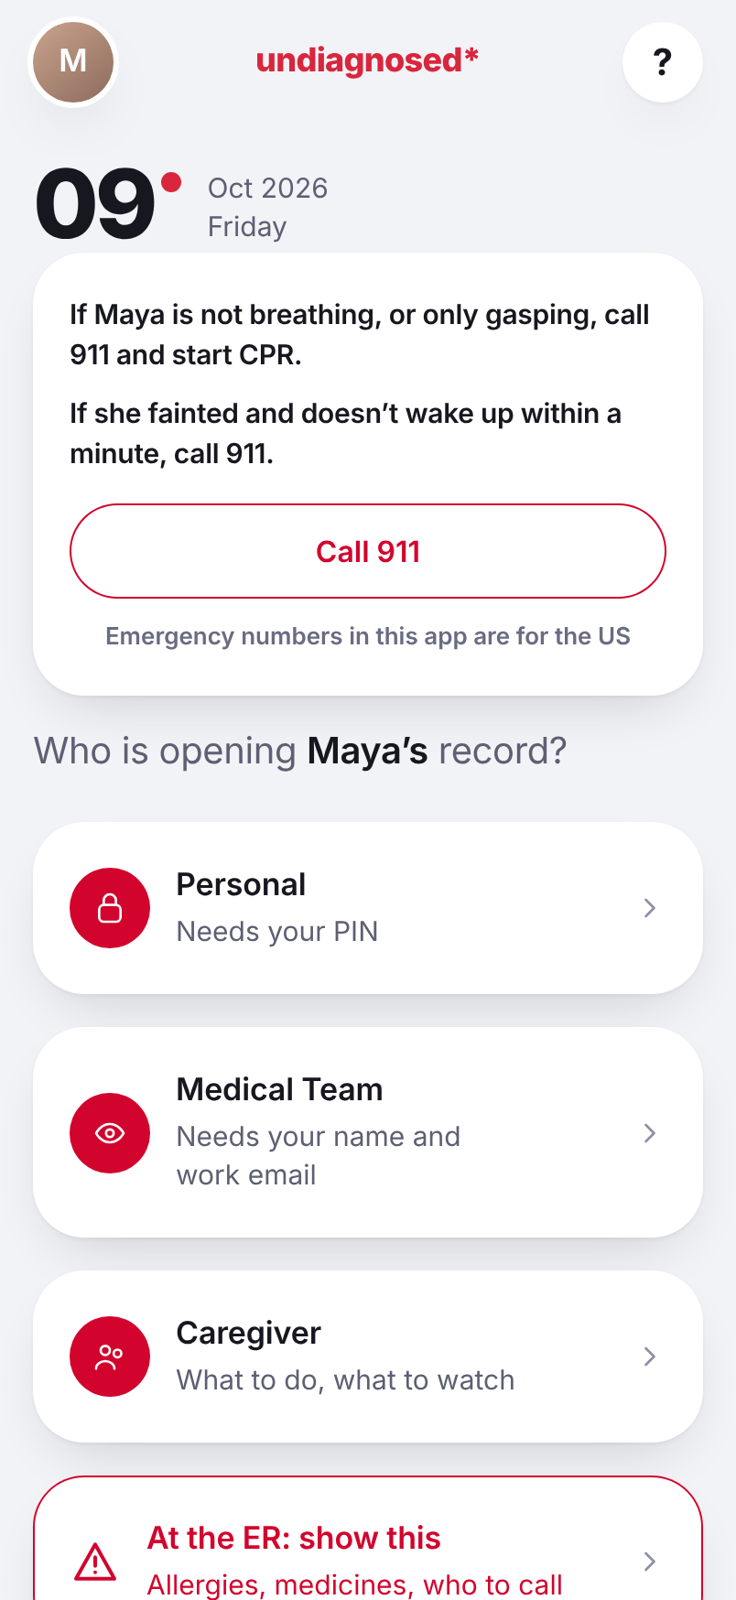 M
undiagnosed*
?
09
Oct 2026
Friday
If Maya is not breathing, or only gasping, call
911 and start CPR.
If she fainted and doesn’t wake up within a
minute, call 911.
Call 911
Emergency numbers in this app are for the US
Who is opening Maya’s record?
Personal
Needs your PIN
Medical Team
Needs your name and
work email
Caregiver
What to do, what to watch
At the ER: show this
Allergies, medicines, who to call